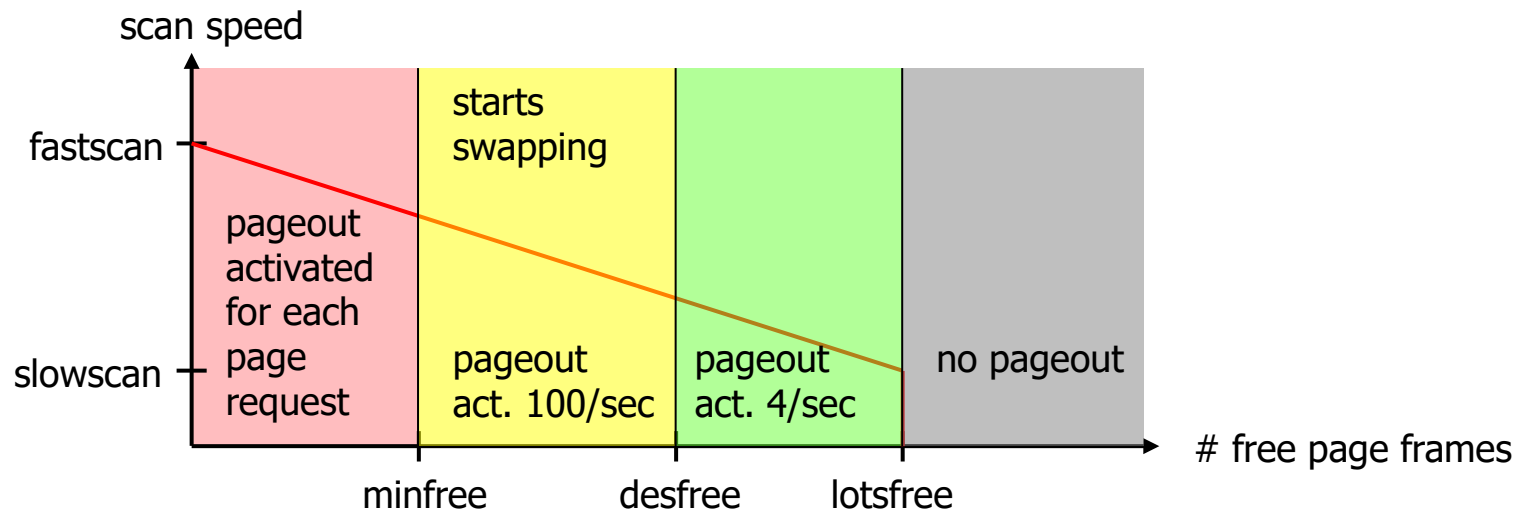 scan speed
fastscan
slowscan
pageout
activated
for each
page
request
starts
swapping
pageout
act. 100/sec
pageout
act. 4/sec
no pageout
# free page frames
minfree
desfree
lotsfree